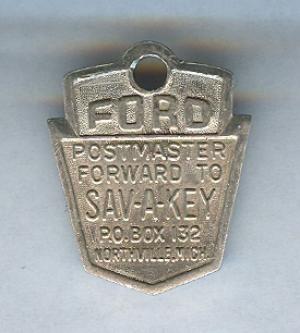 FORD
POSTMASTER
FORWARD TO
SAV-A-KEY
P.O. BOX 132
NORTHVILLE, MICH.